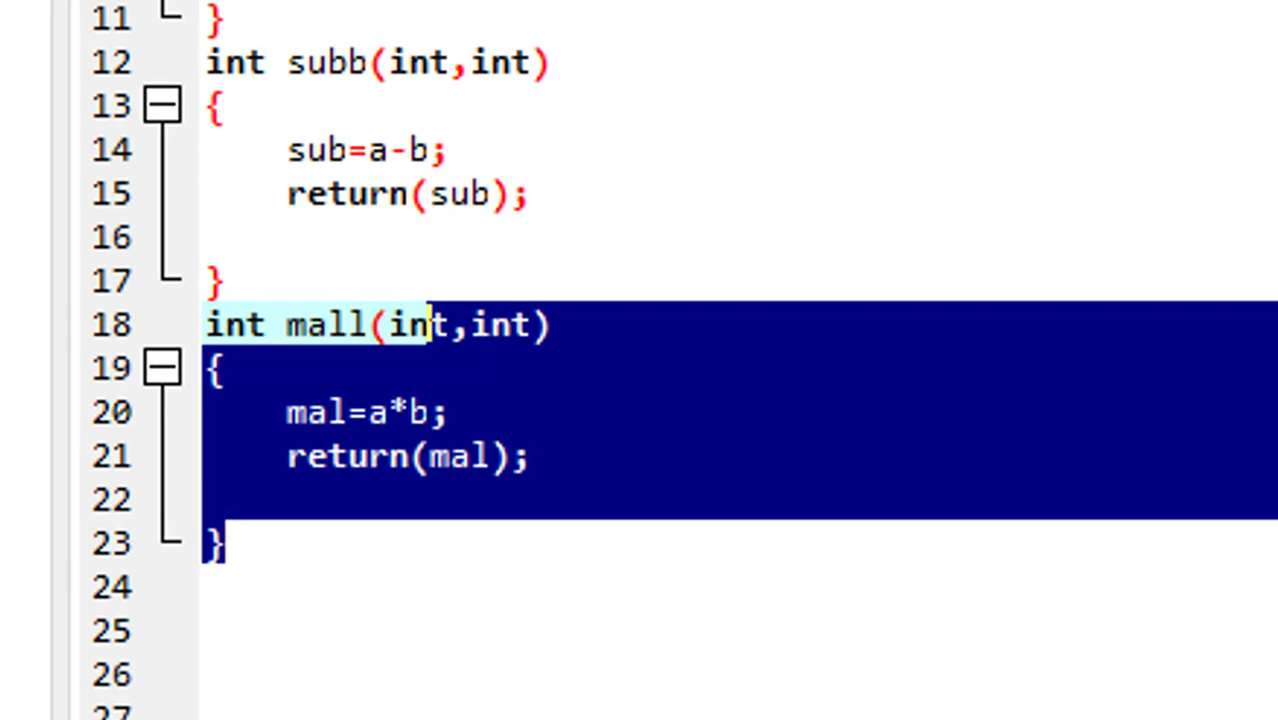 11 }
12 int subb(int,int)
13 {
14 sub=a-b;
15 return(sub);
16
17 }
18 int mall(int,int)
19 {
20 mal=a*b;
21 return(mal);
22
23 }
24
25
26
27